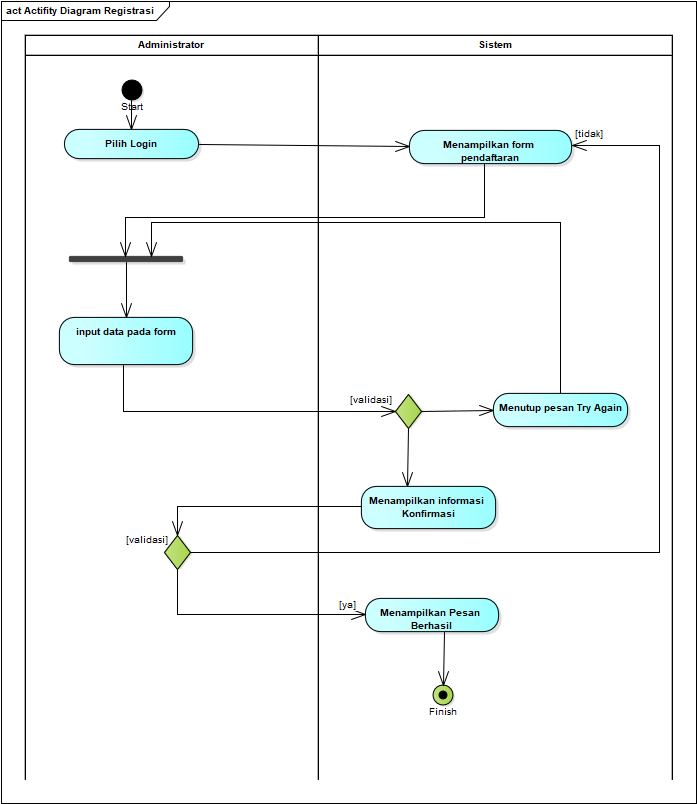 act Actifity Diagram Registrasi
Administrator
Sistem
Start
Pilih Login
Menampilkan form
pendaftaran
[tidak]
input data pada form
[validasi]
Menutup pesan Try Again
Menampilkan informasi
Konfirmasi
[validasi]
[ya]
Menampilkan Pesan
Berhasil
Finish